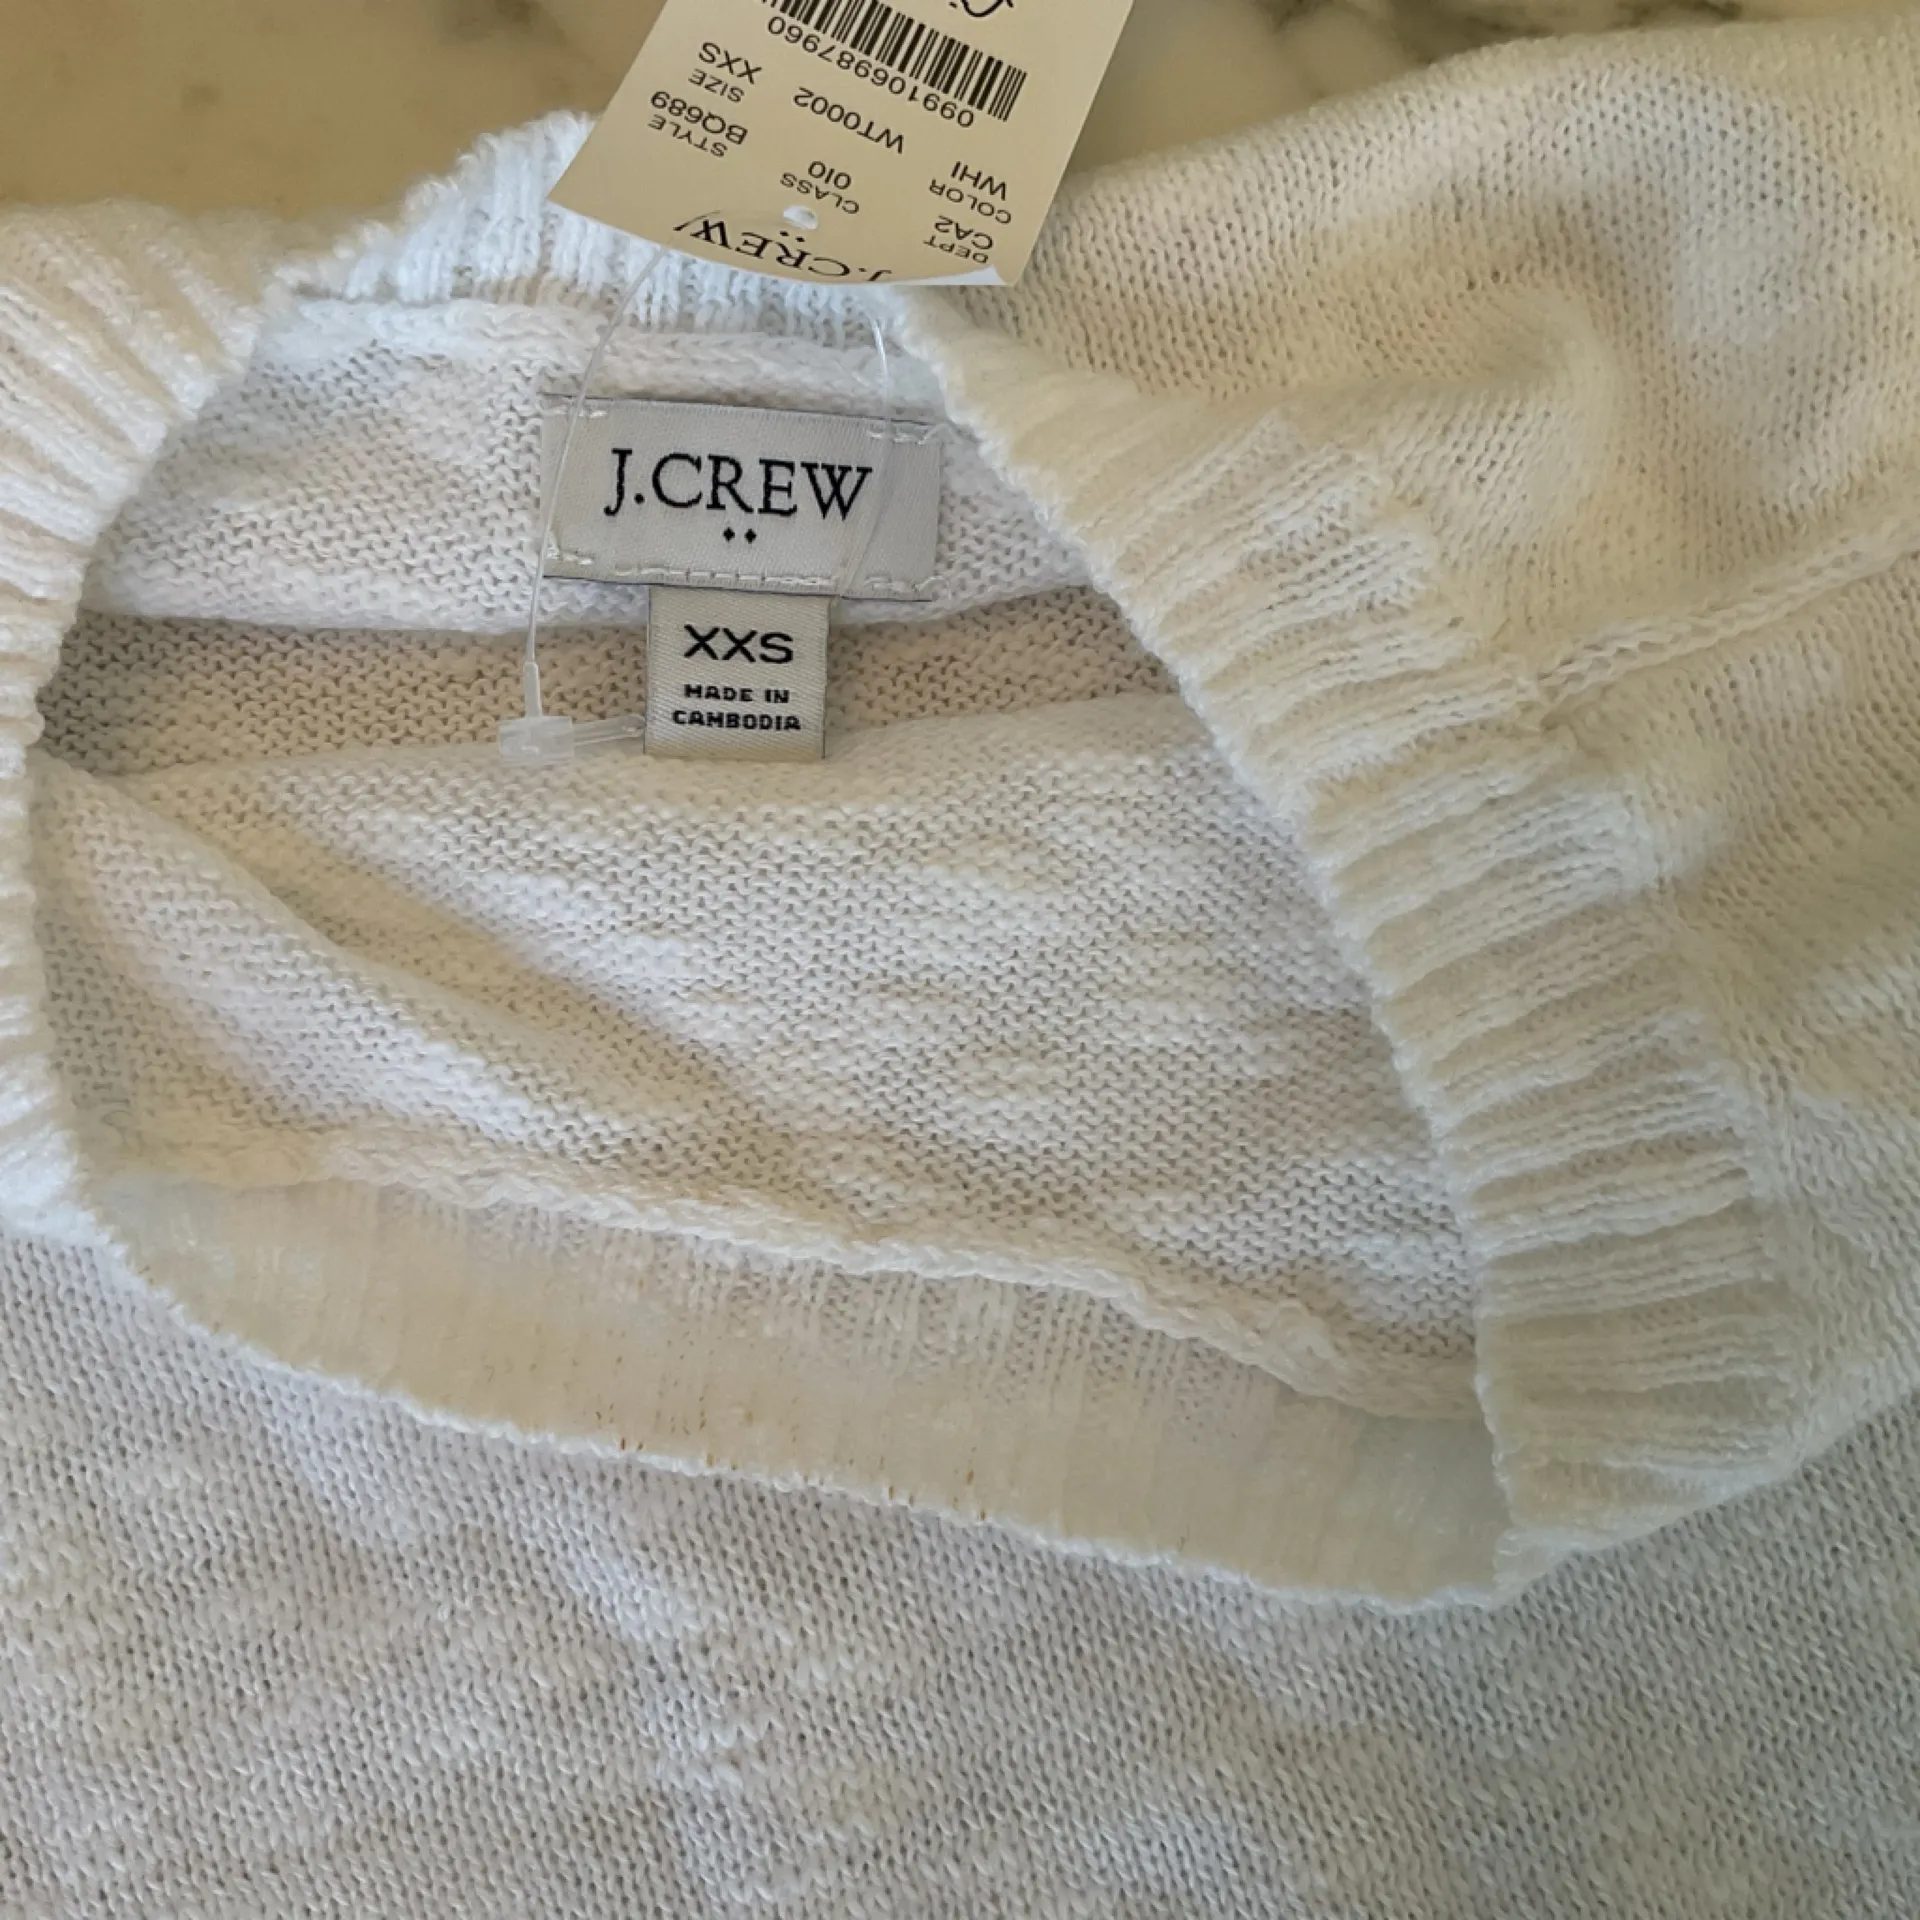 J.CREW
DEPT CLASS STYLE
CA2 010 BQ689
COLOR SIZE
WHI WT0002 XXS
099106987960
J.CREW
XXS
MADE IN
CAMBODIA